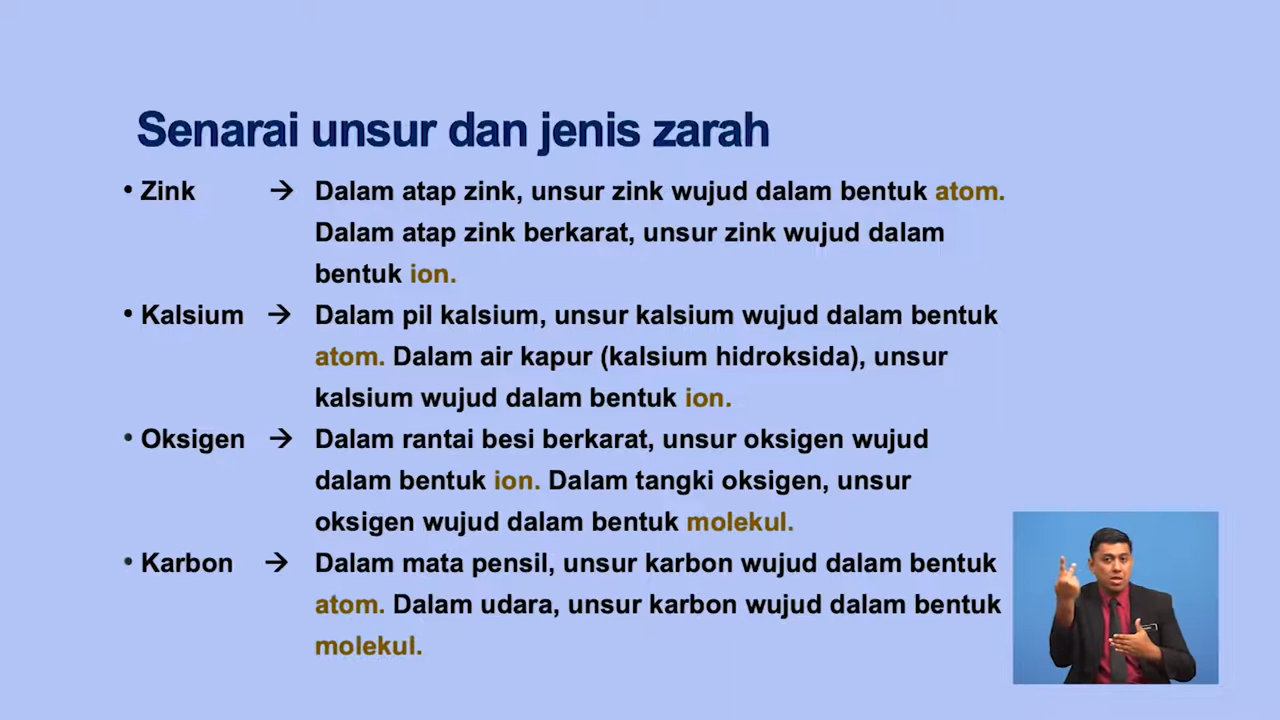 Senarai unsur dan jenis zarah
• Zink → Dalam atap zink, unsur zink wujud dalam bentuk atom.
Dalam atap zink berkarat, unsur zink wujud dalam
bentuk ion.
• Kalsium → Dalam pil kalsium, unsur kalsium wujud dalam bentuk
atom. Dalam air kapur (kalsium hidroksida), unsur
kalsium wujud dalam bentuk ion.
• Oksigen → Dalam rantai besi berkarat, unsur oksigen wujud
dalam bentuk ion. Dalam tangki oksigen, unsur
oksigen wujud dalam bentuk molekul.
• Karbon → Dalam mata pensil, unsur karbon wujud dalam bentuk
atom. Dalam udara, unsur karbon wujud dalam bentuk
molekul.